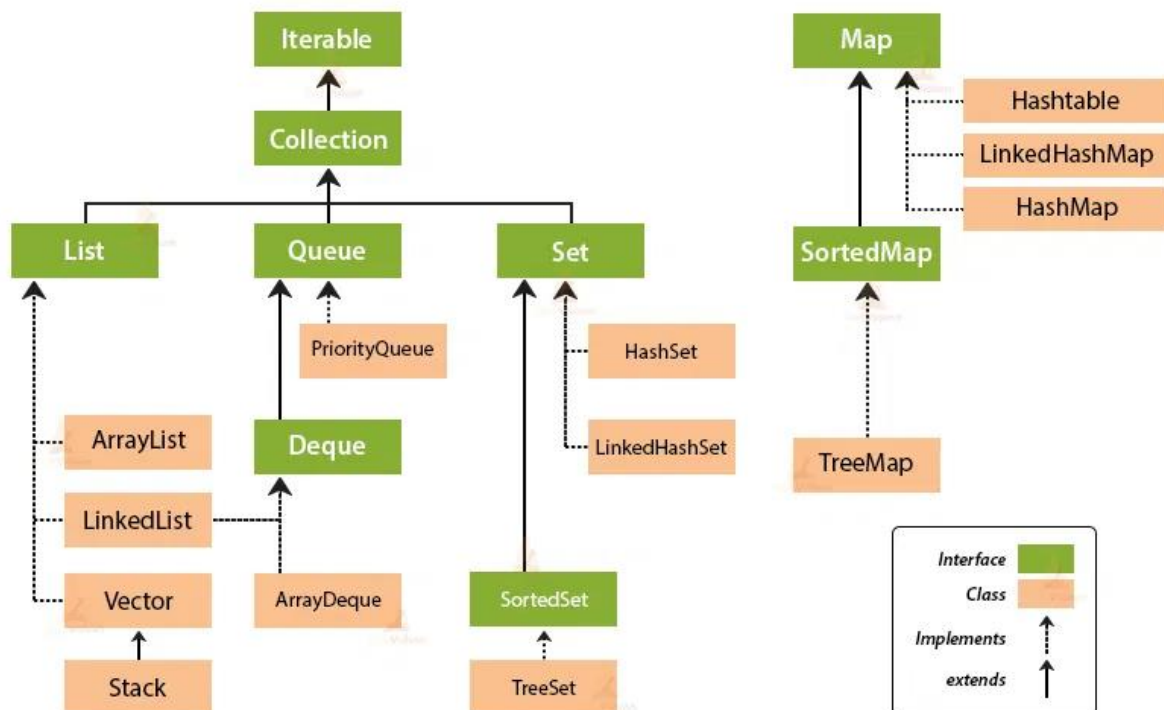 Iterable
Map
Hashtable
Collection
LinkedHashMap
HashMap
List
Queue
Set
SortedMap
PriorityQueue
HashSet
ArrayList
Deque
LinkedHashSet
TreeMap
LinkedList
Interface
Vector
ArrayDeque
SortedSet
Class
Implements
Stack
TreeSet
extends